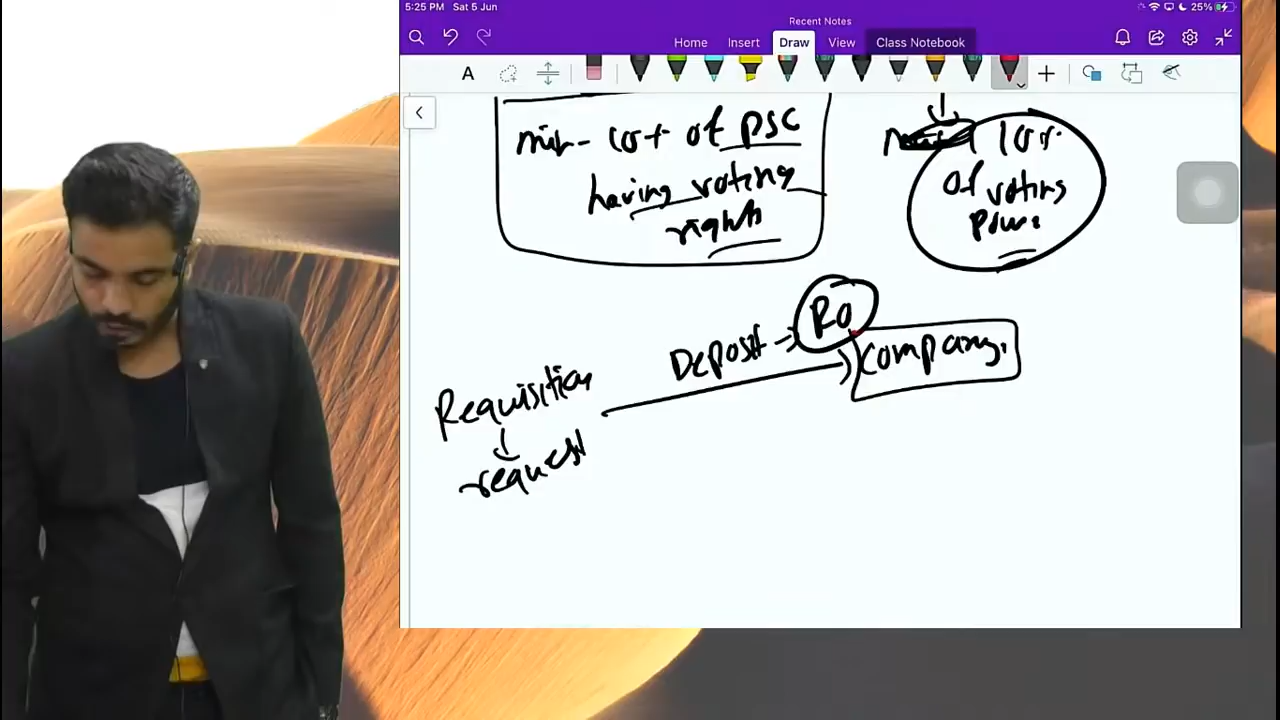 5:25 PM Sat 5 Jun
25%
Recent Notes
Home Insert Draw View Class Notebook
A
min- 10% of PSC
having voting
rights
10%
of voting
power
Deposit → RO
Company.
Requisition
request